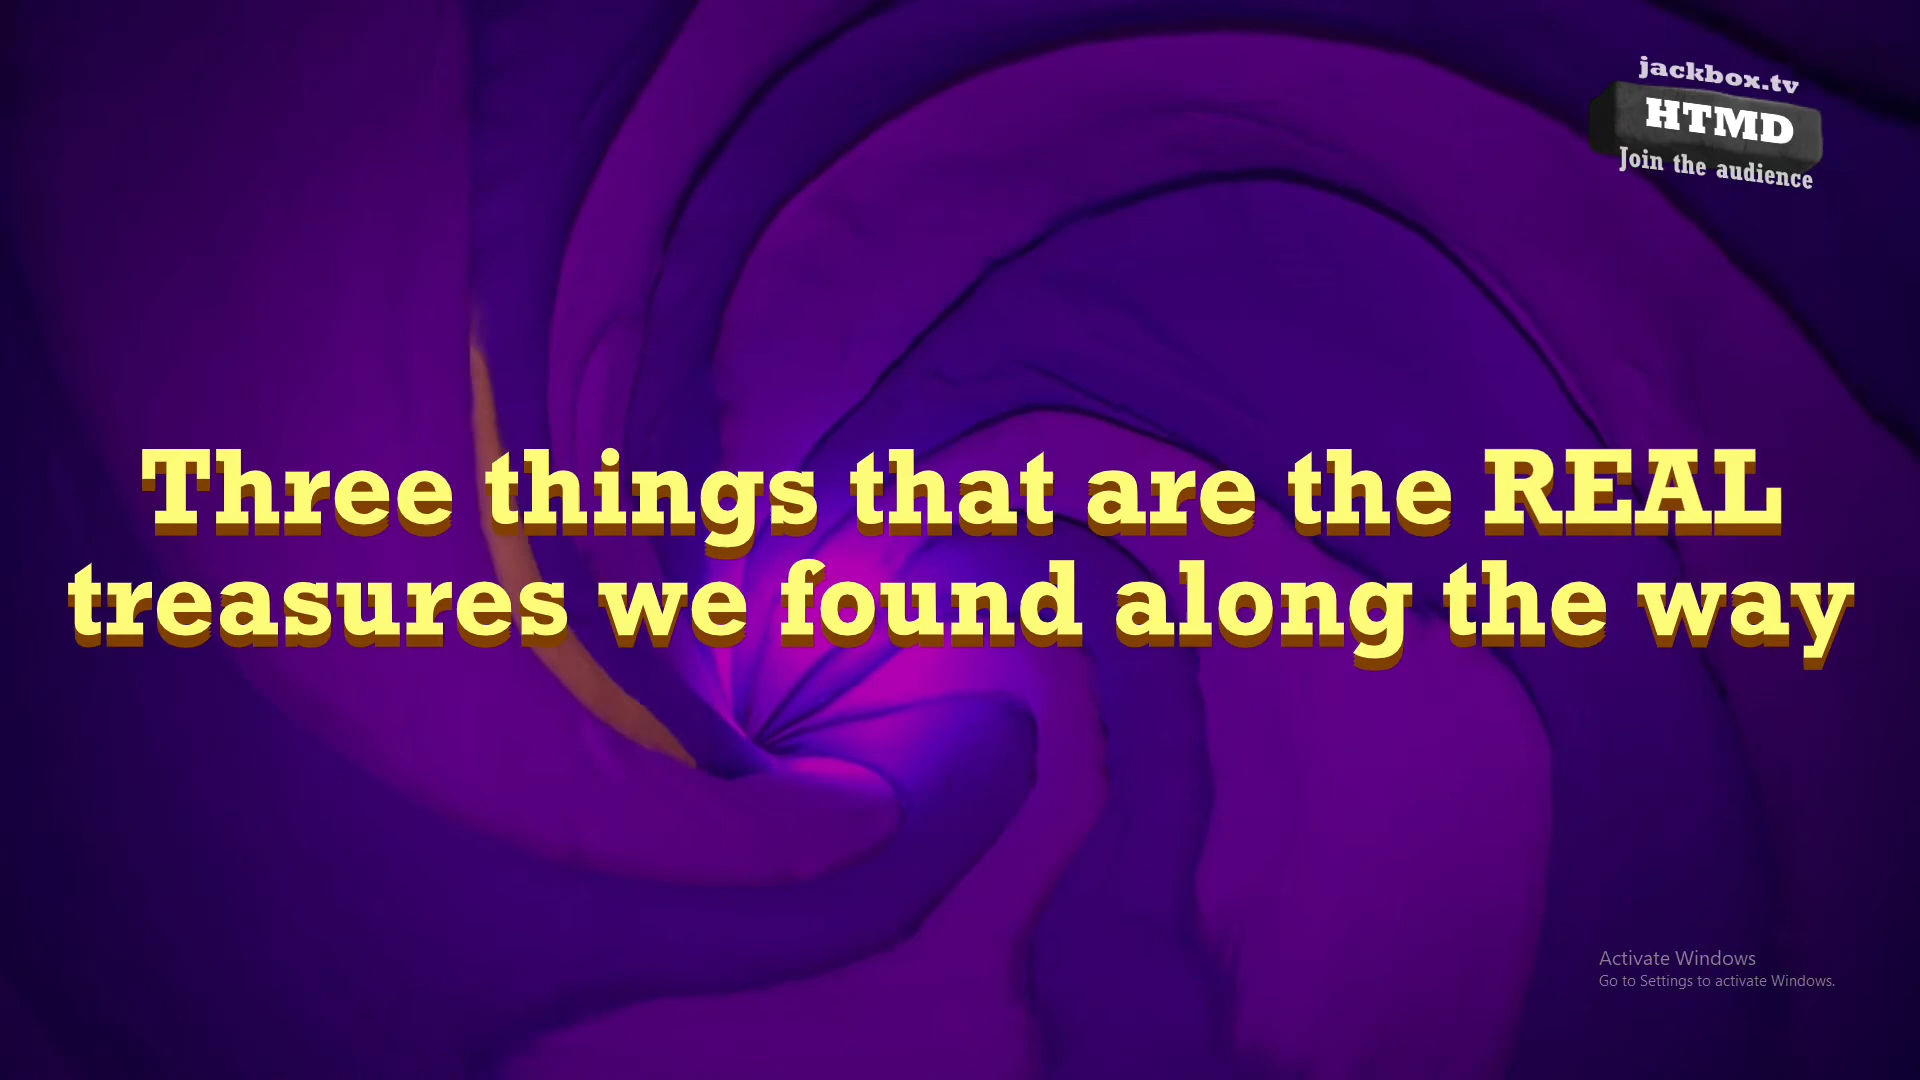 jackbox.tv
HTMD
Join the audience
Three things that are the REAL
treasures we found along the way
Activate Windows
Go to Settings to activate Windows.